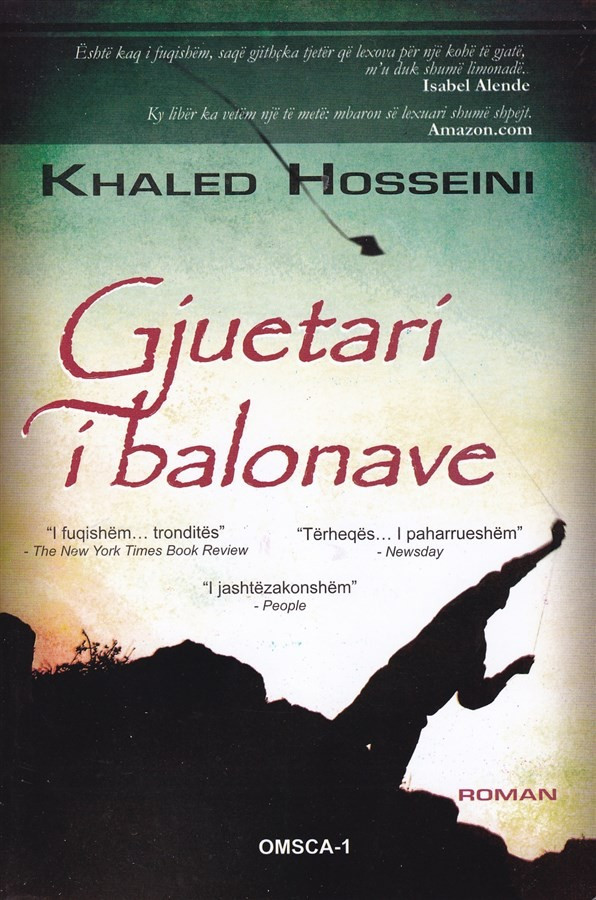 Është kaq i fuqishëm, saqë gjithçka tjetër që lexova për një kohë të gjatë,
m'u duk shumë limonadë..
Isabel Alende
Ky libër ka vetëm një të metë: mbaron së lexuari shumë shpejt.
Amazon.com
KHALED HOSSEINI
Gjuetari
i balonave
“I fuqishëm... tronditës” “Tërheqës... I paharrueshëm”
- The New York Times Book Review - Newsday
“I jashtëzakonshëm”
- People
ROMAN
OMSCA-1